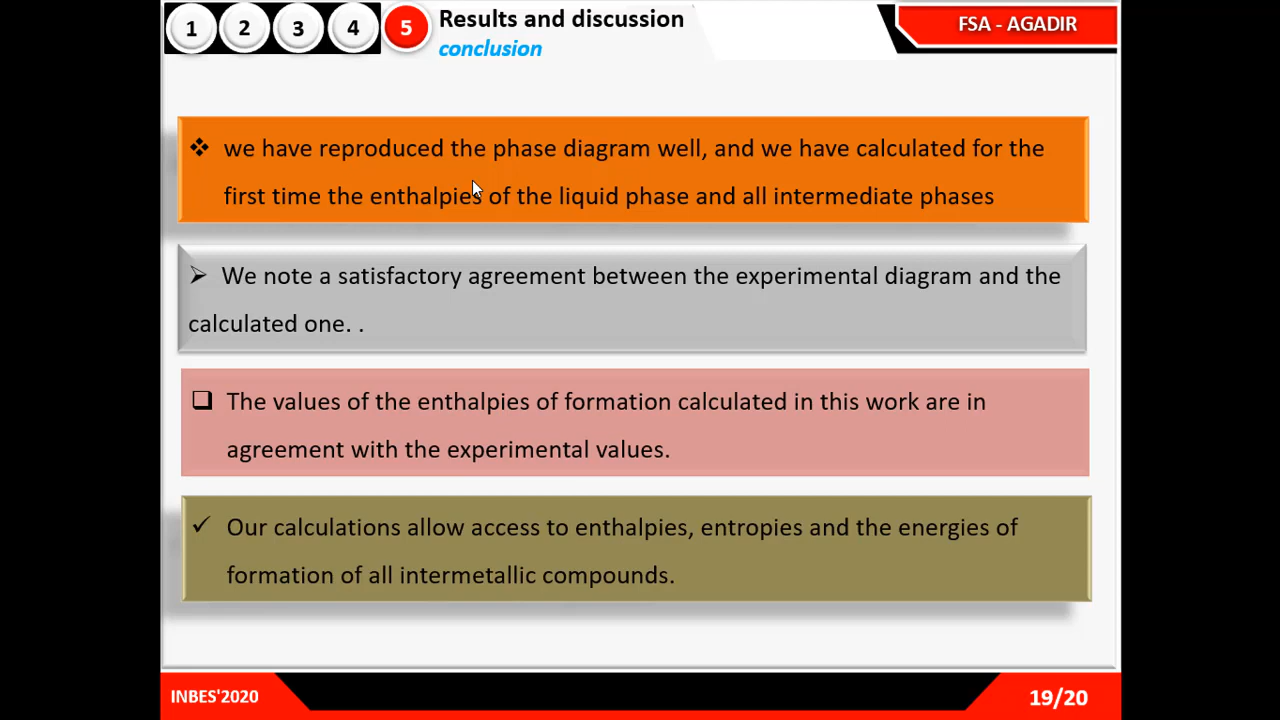 1 2 3 4 5
Results and discussion
conclusion
FSA - AGADIR
❖ we have reproduced the phase diagram well, and we have calculated for the
first time the enthalpies of the liquid phase and all intermediate phases
➢ We note a satisfactory agreement between the experimental diagram and the
calculated one. .
❑ The values of the enthalpies of formation calculated in this work are in
agreement with the experimental values.
✓ Our calculations allow access to enthalpies, entropies and the energies of
formation of all intermetallic compounds.
INBES'2020
19/20